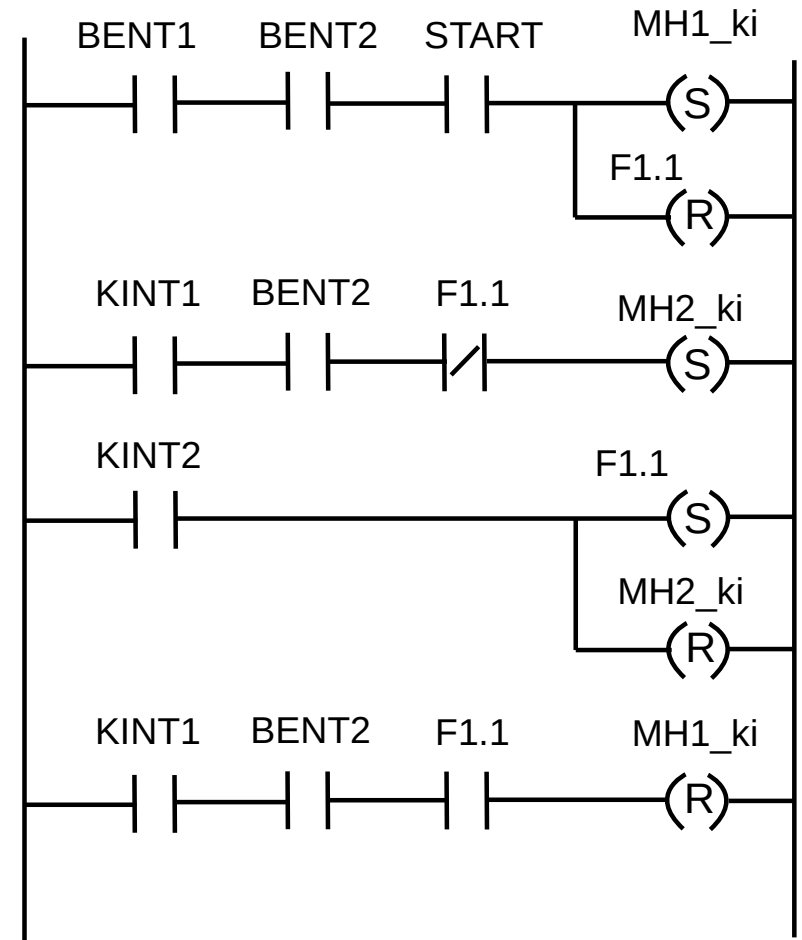 BENT1 BENT2 START MH1_ki
S
F1.1
R
KINT1 BENT2 F1.1 MH2_ki
S
KINT2 F1.1
S
MH2_ki
R
KINT1 BENT2 F1.1 MH1_ki
R